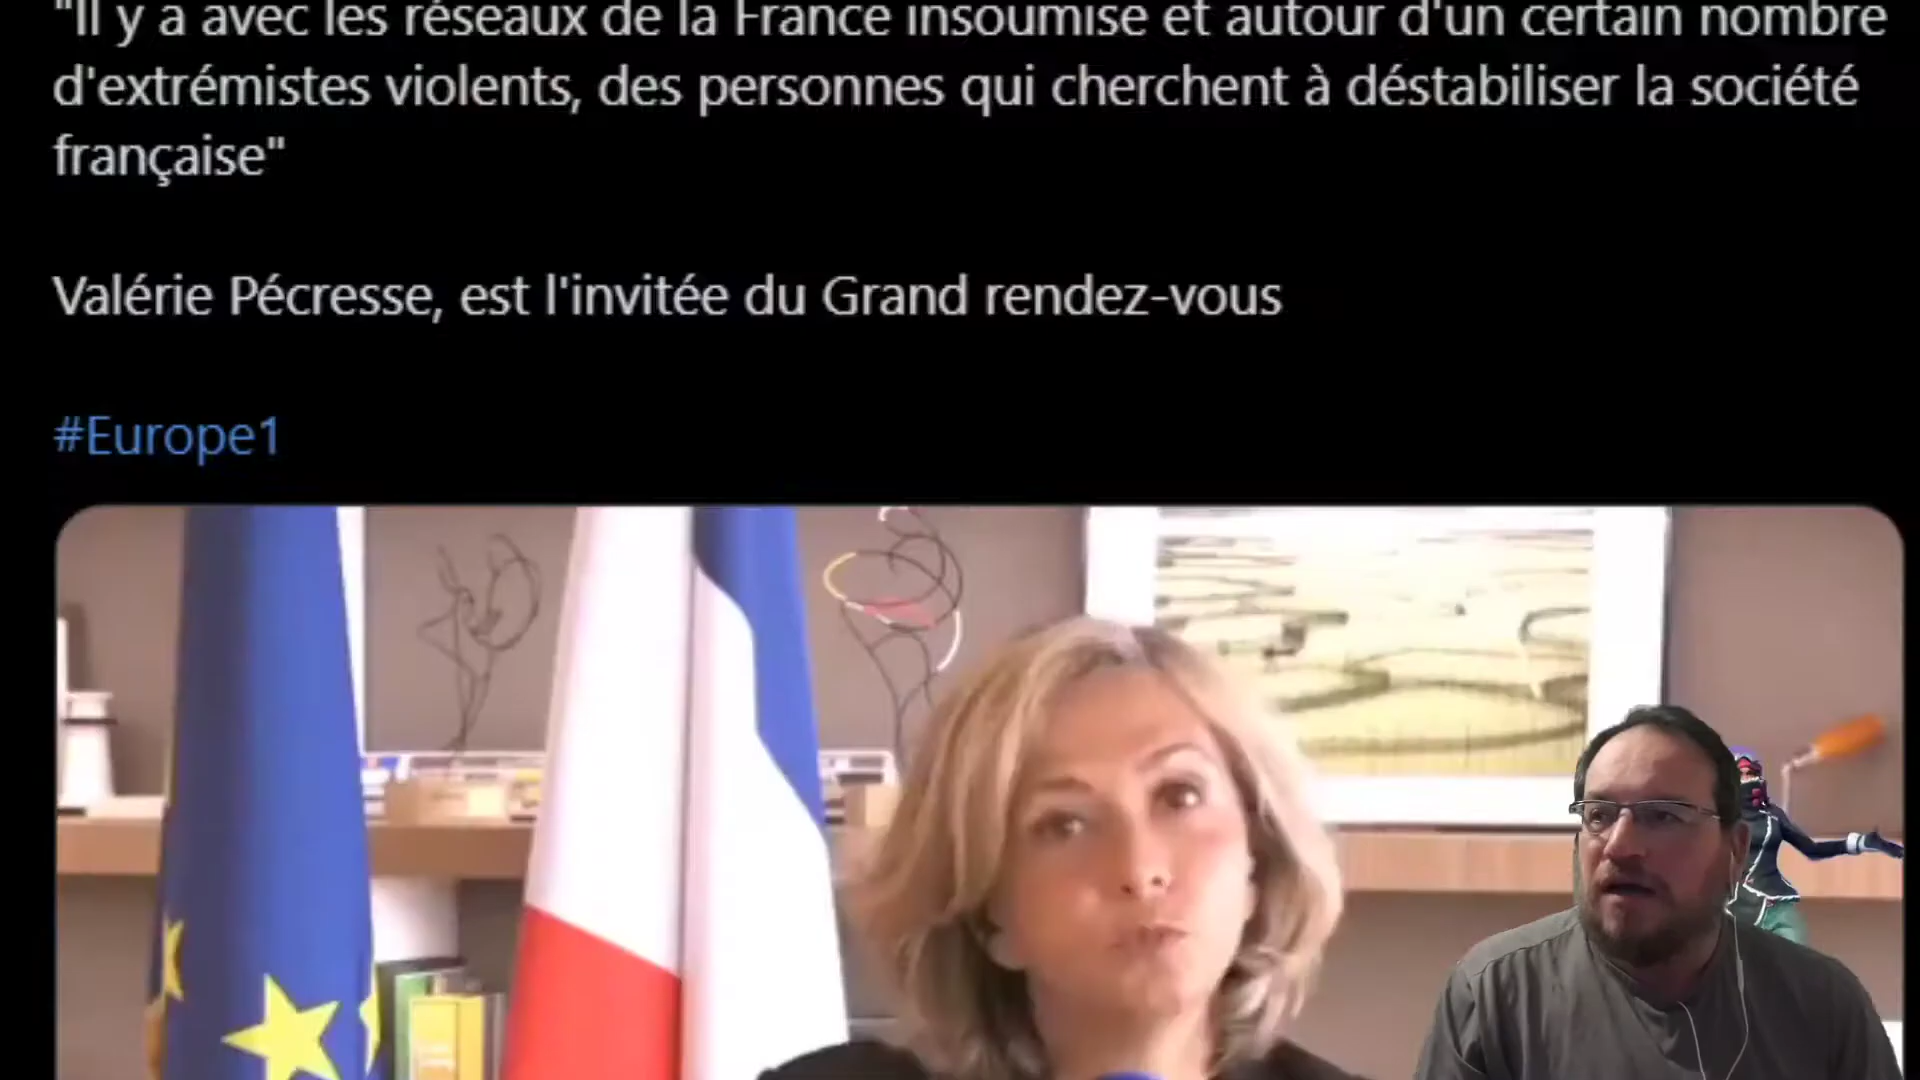 "Il y a avec les réseaux de la France insoumise et autour d'un certain nombre
d'extrémistes violents, des personnes qui cherchent à déstabiliser la société
française"
Valérie Pécresse, est l'invitée du Grand rendez-vous
#Europe1